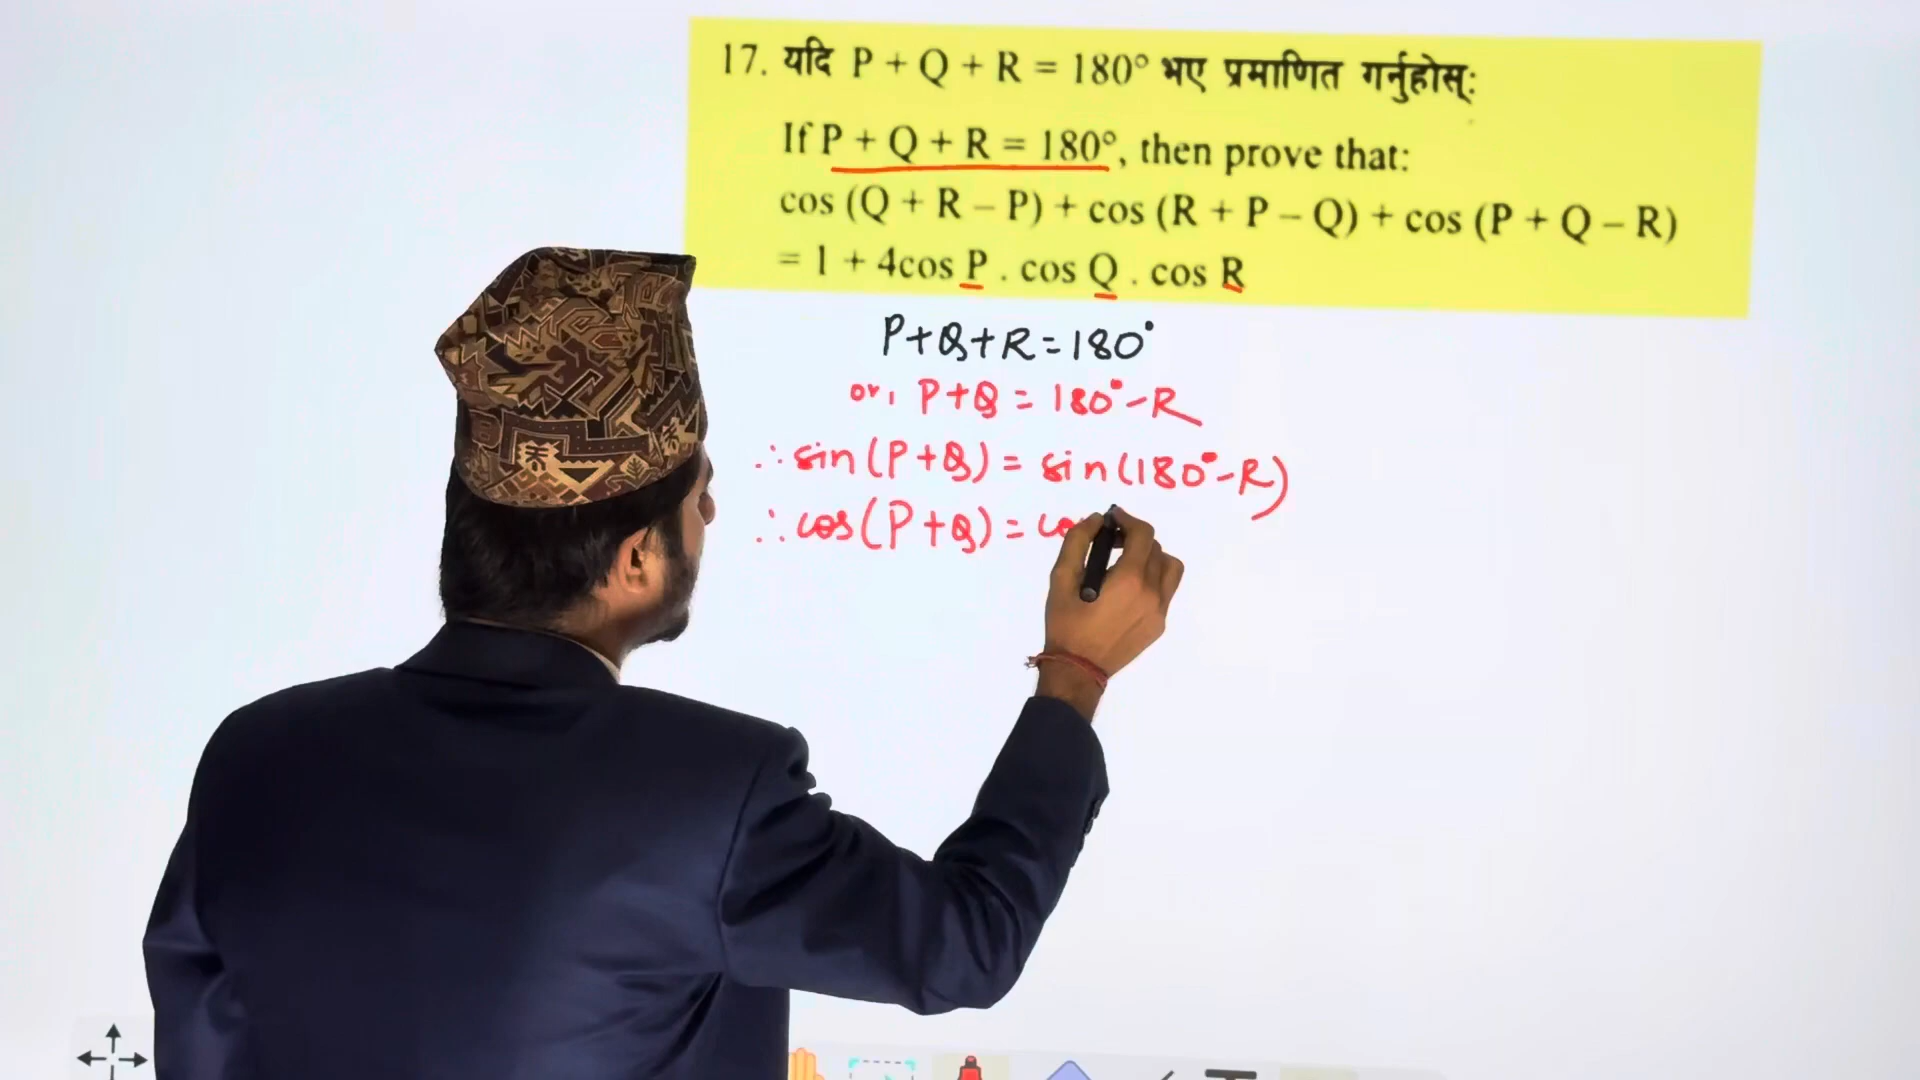 17. यदि P + Q + R = 180° भए प्रमाणित गर्नुहोस्:
If P + Q + R = 180°, then prove that:
cos (Q + R – P) + cos (R + P – Q) + cos (P + Q – R)
= 1 + 4cos P . cos Q . cos R
P+Q+R=180°
or, P+Q = 180°-R
∴ sin(P+Q) = sin(180°-R)
∴ cos(P+Q) =